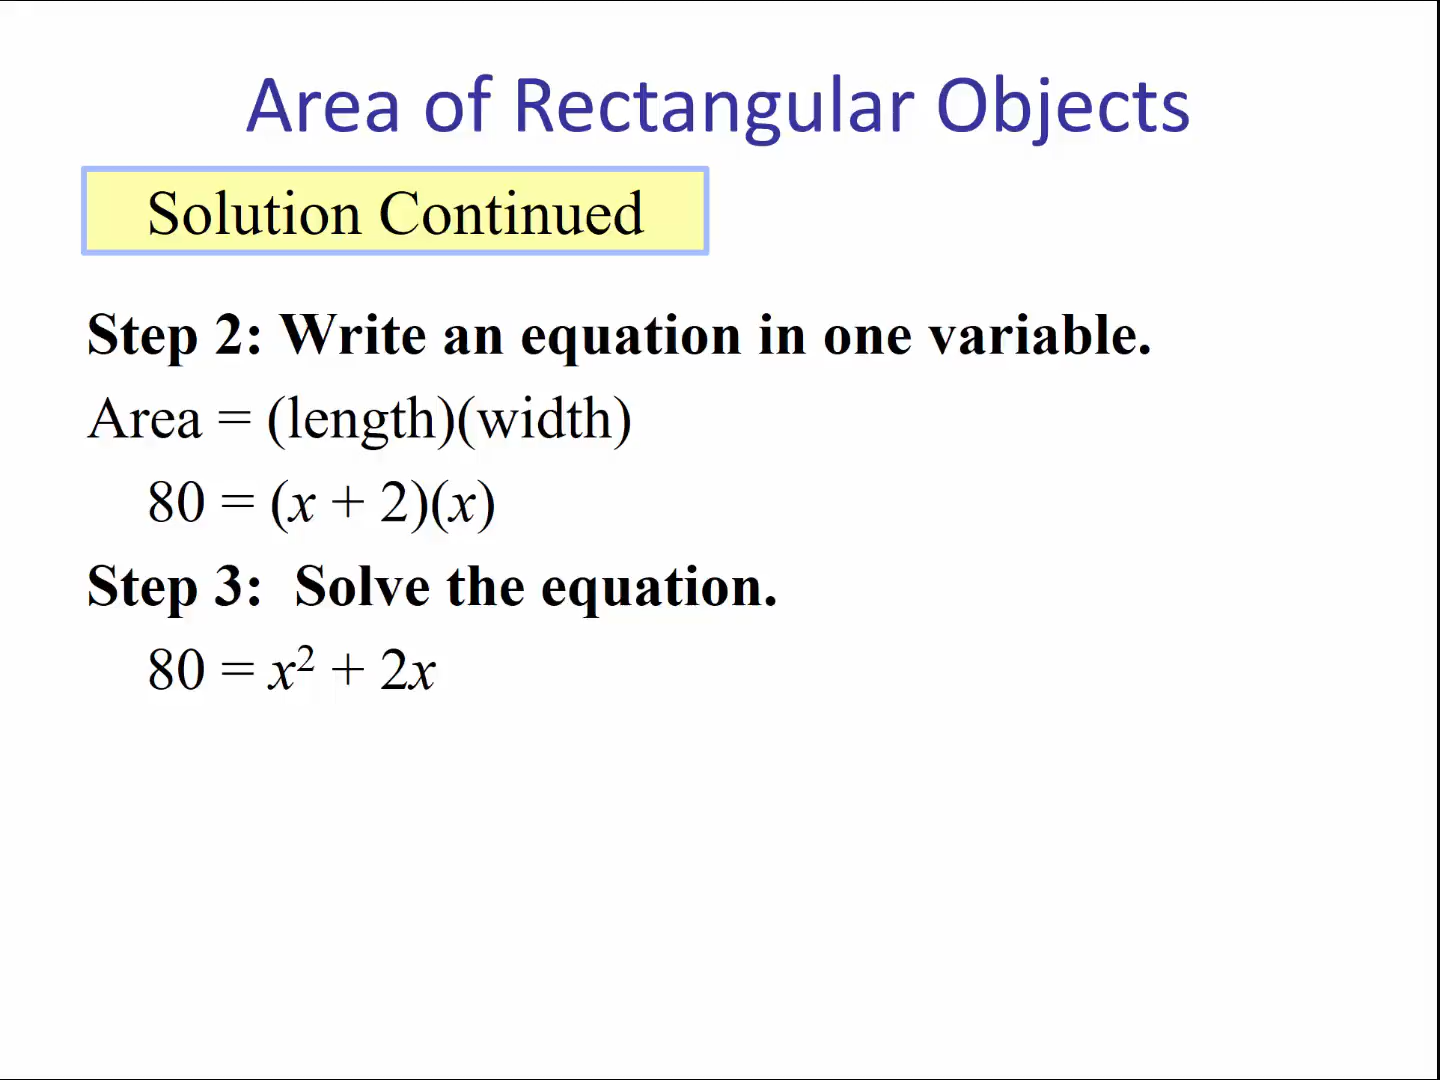 Area of Rectangular Objects
Solution Continued
Step 2: Write an equation in one variable.
Area = (length)(width)
80 = (x + 2)(x)
Step 3:  Solve the equation.
80 = x² + 2x